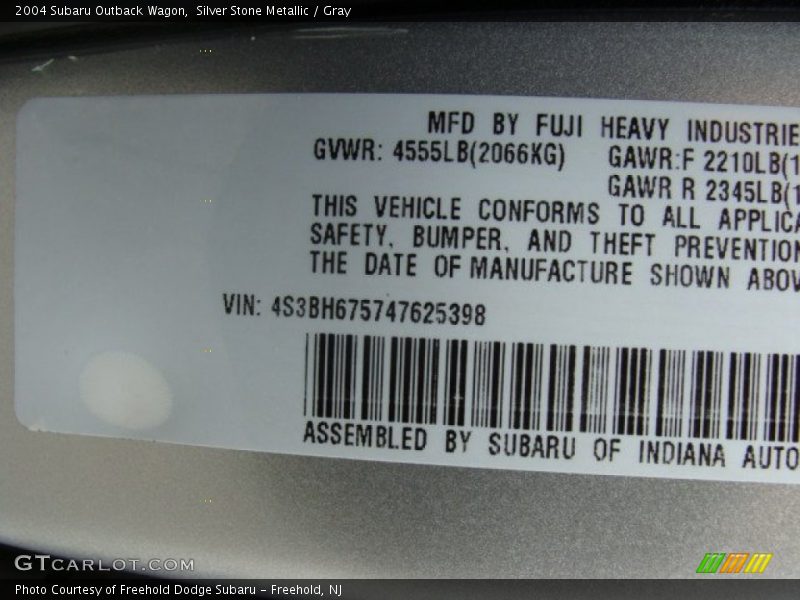 2004 Subaru Outback Wagon,  Silver Stone Metallic / Gray
MFD BY FUJI HEAVY INDUSTRIE
GVWR: 4555LB(2066KG) GAWR:F 2210LB(1
GAWR R 2345LB(1
THIS VEHICLE CONFORMS TO ALL APPLICA
SAFETY, BUMPER, AND THEFT PREVENTION
THE DATE OF MANUFACTURE SHOWN ABOV
VIN: 4S3BH675747625398
ASSEMBLED BY SUBARU OF INDIANA AUTO
GTCARLOT.COM
Photo Courtesy of Freehold Dodge Subaru - Freehold, NJ